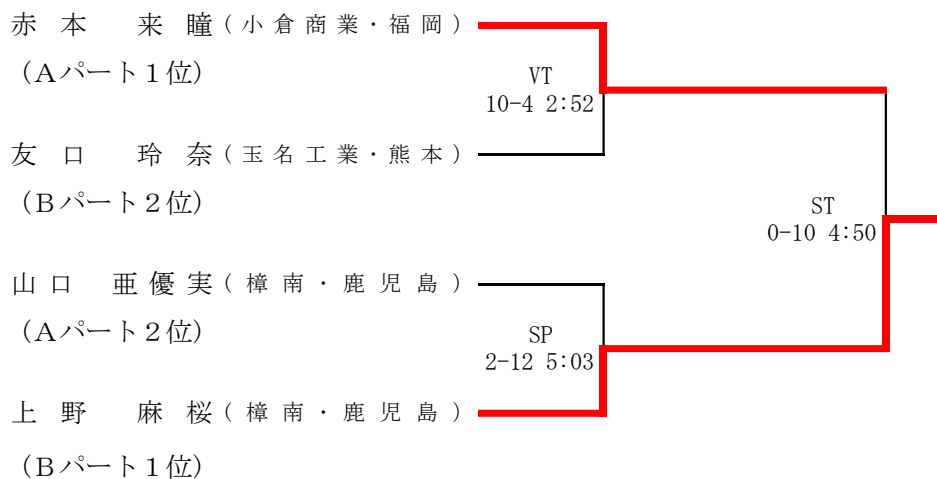 赤本 来瞳(小倉商業・福岡)
（Aパート１位）
VT
10-4 2:52
友口 玲奈(玉名工業・熊本)
（Bパート２位）
ST
0-10 4:50
山口 亜優実(樟南・鹿児島)
（Aパート２位）
SP
2-12 5:03
上野 麻桜(樟南・鹿児島)
（Bパート１位）